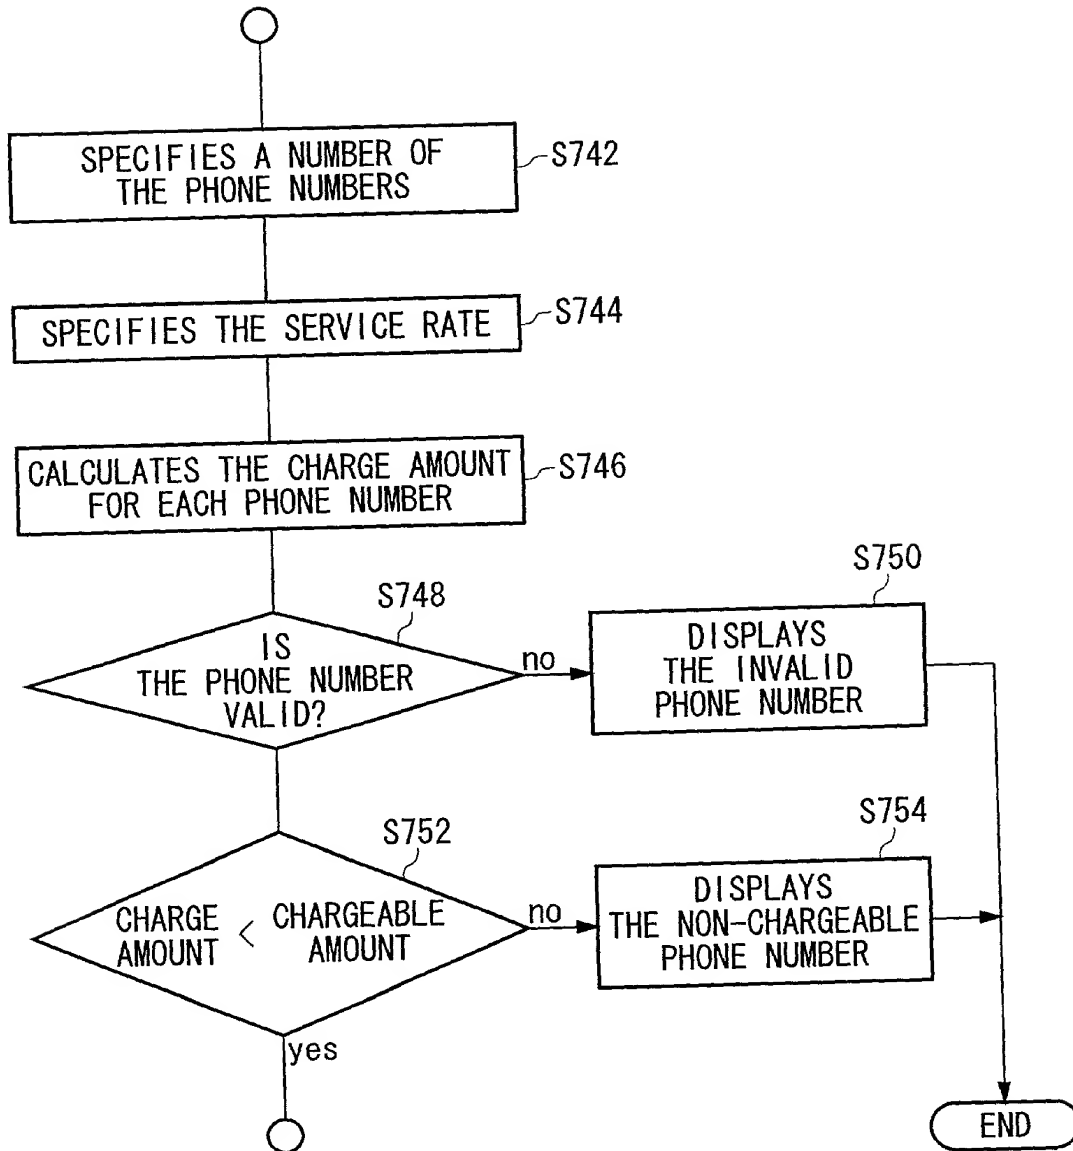 SPECIFIES A NUMBER OF
THE PHONE NUMBERS
S742
SPECIFIES THE SERVICE RATE
S744
CALCULATES THE CHARGE AMOUNT
FOR EACH PHONE NUMBER
S746
S748
IS
THE PHONE NUMBER
VALID?
no
S750
DISPLAYS
THE INVALID
PHONE NUMBER
S752
CHARGE
AMOUNT
<
CHARGEABLE
AMOUNT
no
S754
DISPLAYS
THE NON-CHARGEABLE
PHONE NUMBER
yes
END